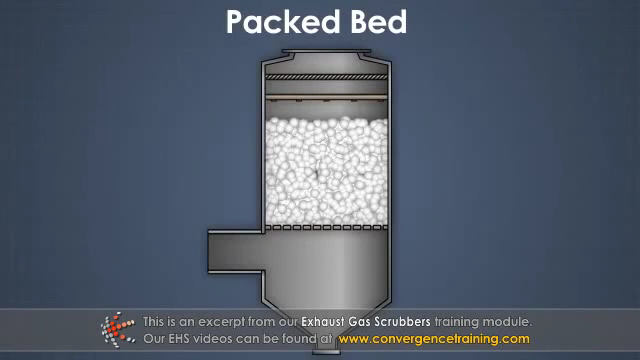 Packed Bed
This is an excerpt from our Exhaust Gas Scrubbers training module.
Our EHS videos can be found at www.convergencetraining.com